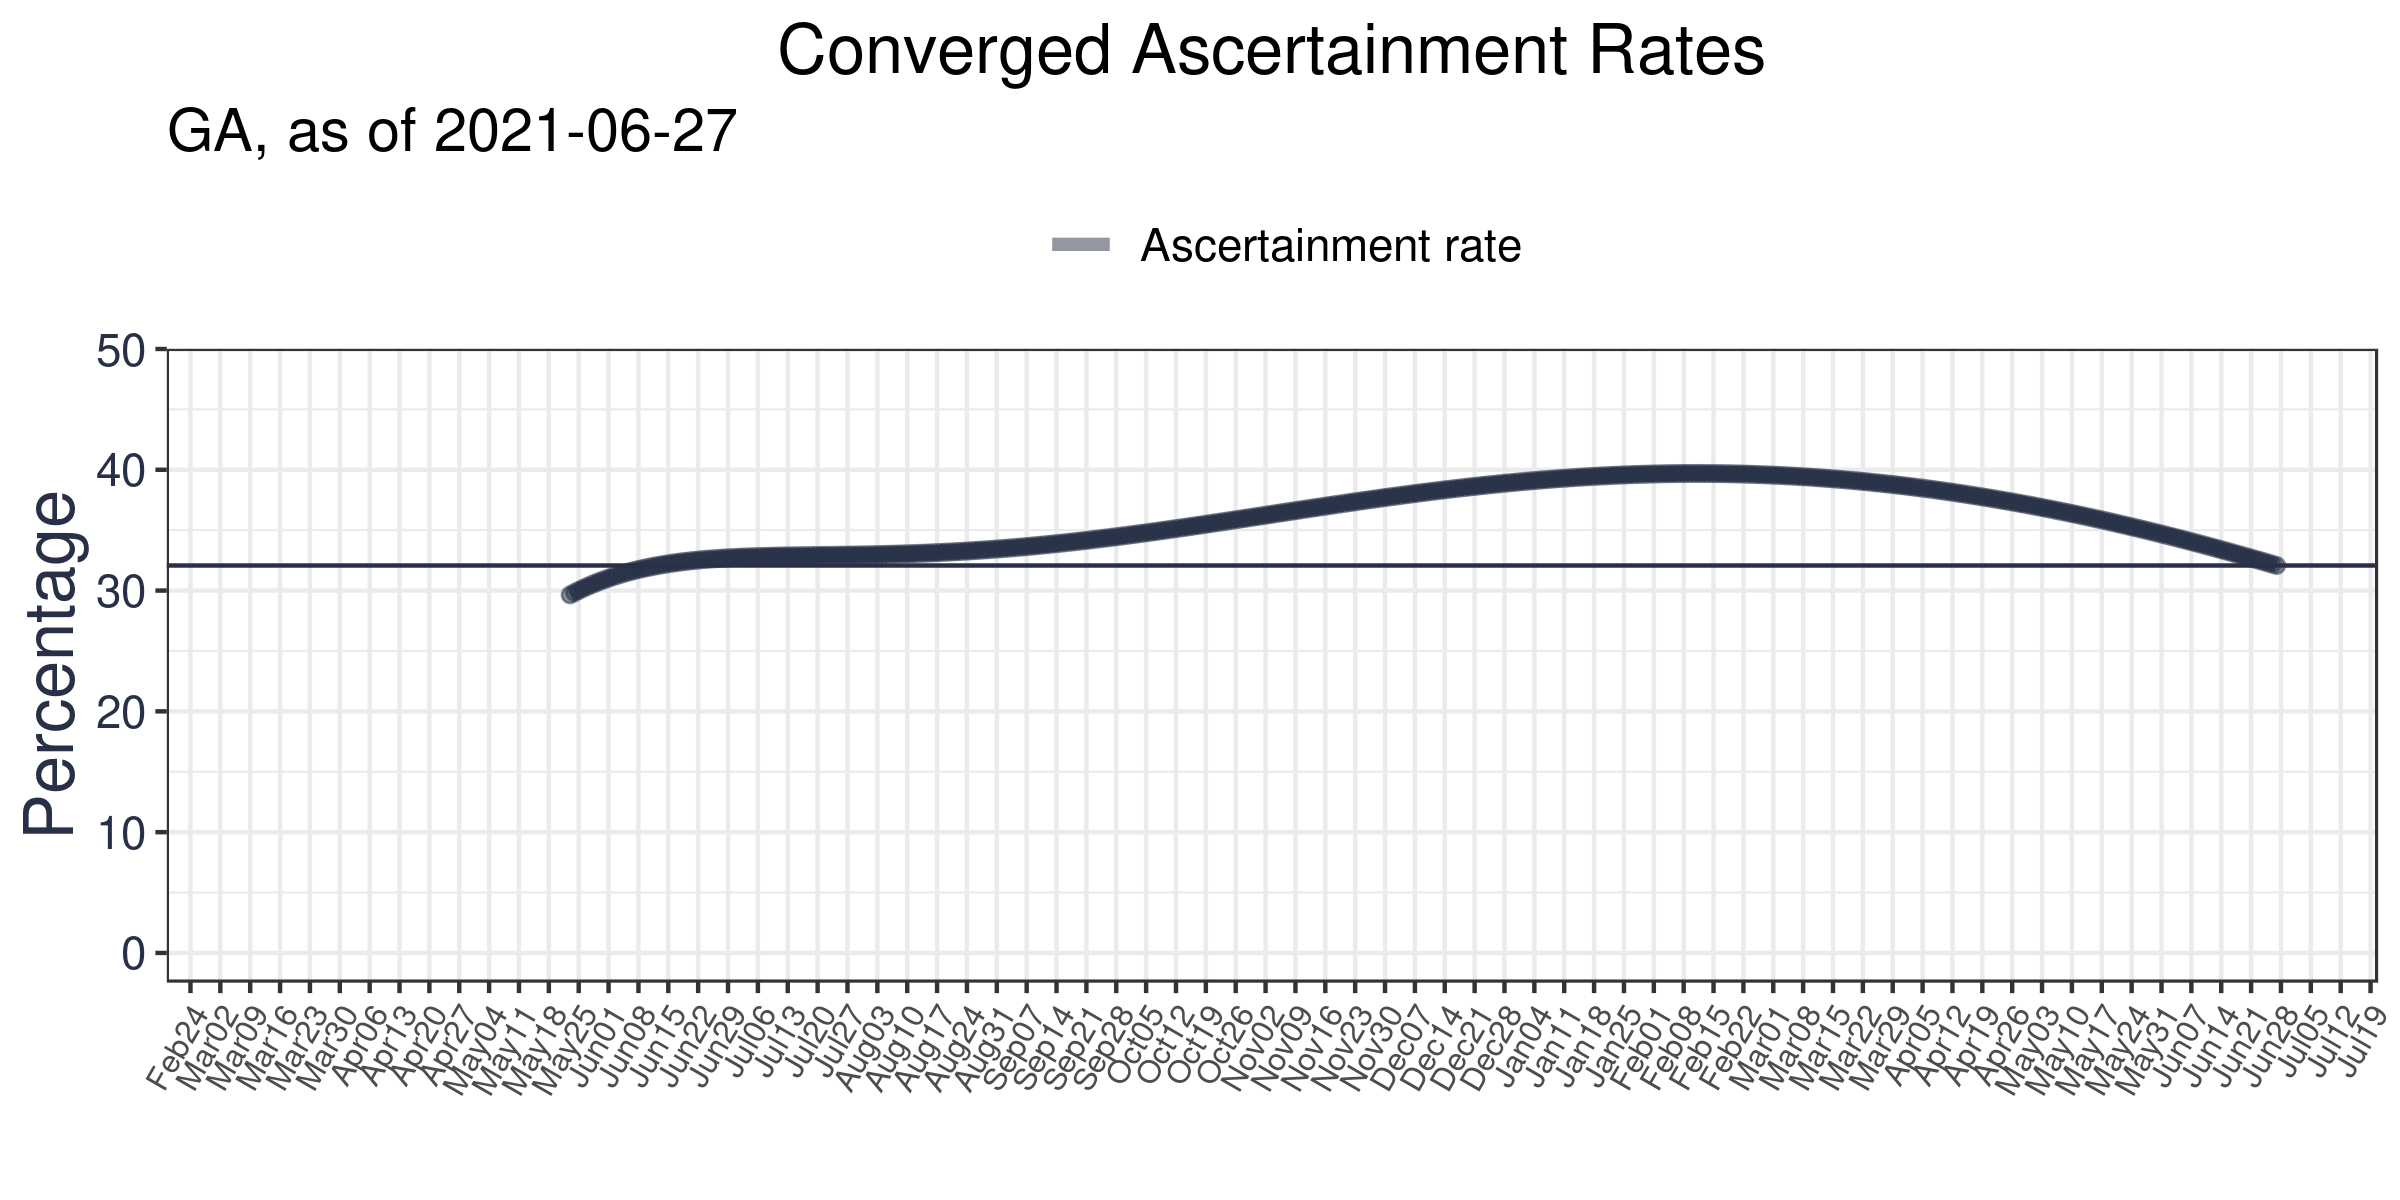 Converged Ascertainment Rates
GA, as of 2021-06-27
Ascertainment rate
Percentage
50
40
30
20
10
0
Feb24
Mar02
Mar09
Mar16
Mar23
Mar30
Apr06
Apr13
Apr20
Apr27
May04
May11
May18
May25
Jun01
Jun08
Jun15
Jun22
Jun29
Jul06
Jul13
Jul20
Jul27
Aug03
Aug10
Aug17
Aug24
Aug31
Sep07
Sep14
Sep21
Sep28
Oct05
Oct12
Oct19
Oct26
Nov02
Nov09
Nov16
Nov23
Nov30
Dec07
Dec14
Dec21
Dec28
Jan04
Jan11
Jan18
Jan25
Feb01
Feb08
Feb15
Feb22
Mar01
Mar08
Mar15
Mar22
Mar29
Apr05
Apr12
Apr19
Apr26
May03
May10
May17
May24
May31
Jun07
Jun14
Jun21
Jun28
Jul05
Jul12
Jul19